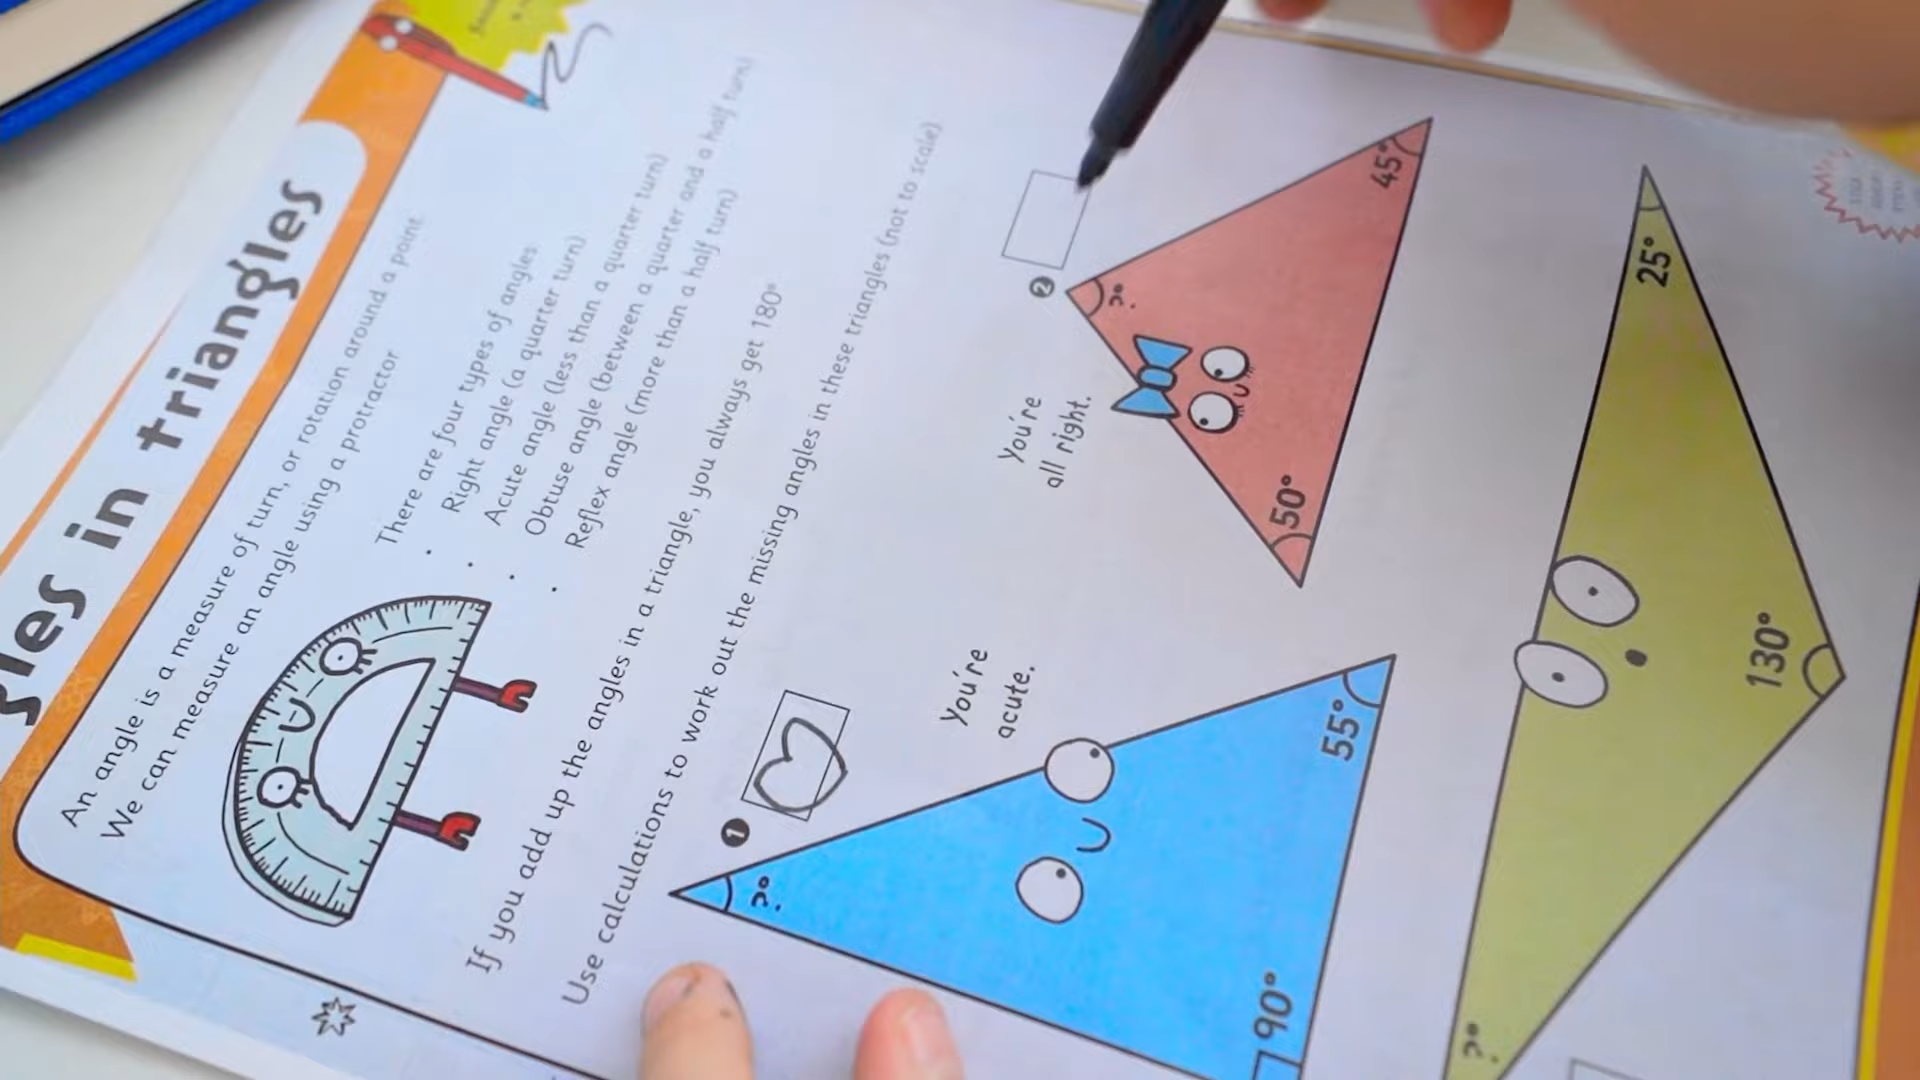 gles in triangles
An angle is a measure of turn, or rotation around a point.
We can measure an angle using a protractor
There are four types of angles:
• Right angle (a quarter turn)
• Acute angle (less than a quarter turn)
• Obtuse angle (between a quarter and a half turn)
• Reflex angle (more than a half turn)
If you add up the angles in a triangle, you always get 180°
Use calculations to work out the missing angles in these triangles (not to scale).
1
?°
55°
90°
You're
acute.
2
?°
45°
50°
You're
all right.
25°
130°
?°